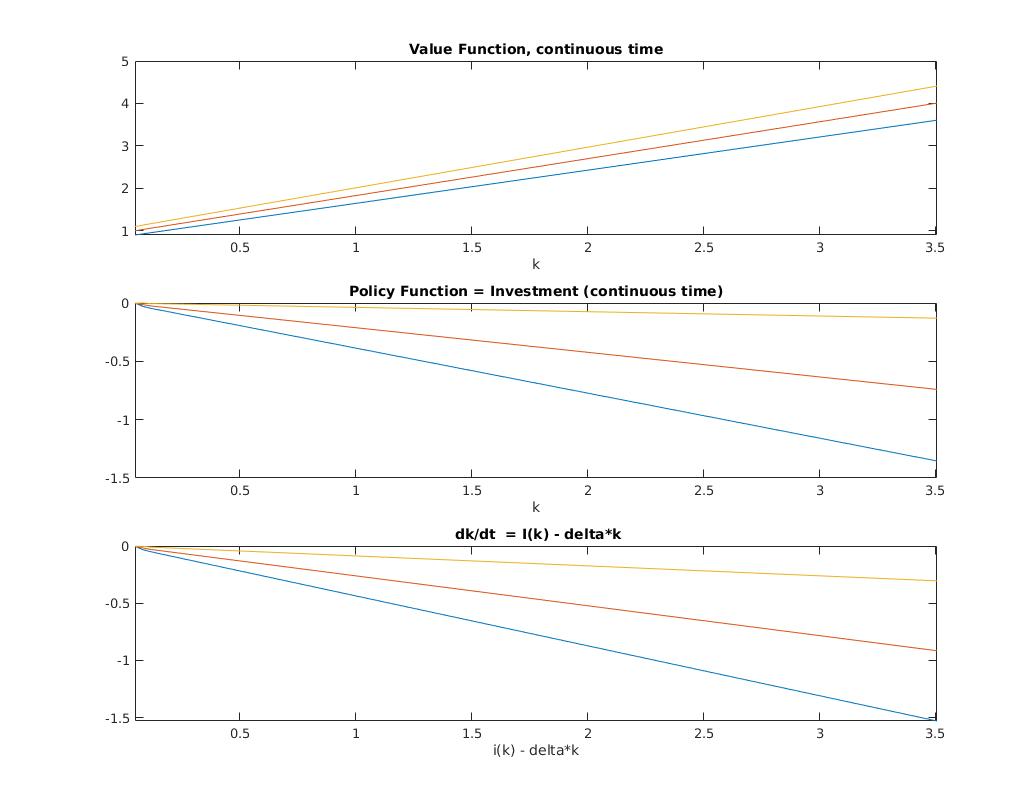 Value Function, continuous time
5
4
3
2
1
0.5 1 1.5 2 2.5 3 3.5
k
Policy Function = Investment (continuous time)
0
-0.5
-1
-1.5
0.5 1 1.5 2 2.5 3 3.5
k
dk/dt  = I(k) - delta*k
0
-0.5
-1
-1.5
0.5 1 1.5 2 2.5 3 3.5
i(k) - delta*k